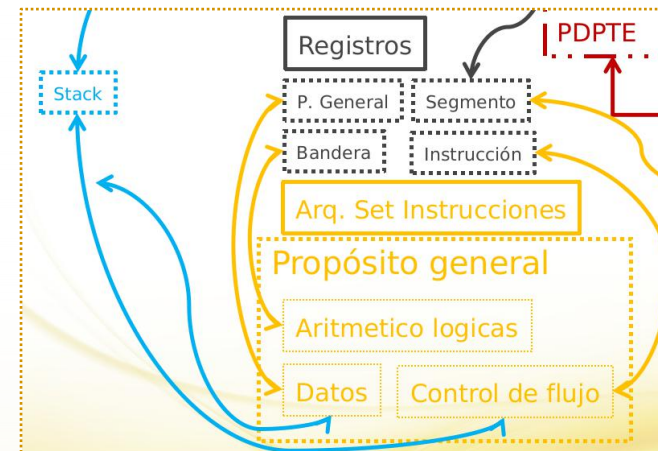 PDPTE
Registros
Stack
P. General
Segmento
Bandera
Instrucción
Arq. Set Instrucciones
Propósito general
Aritmetico logicas
Datos
Control de flujo